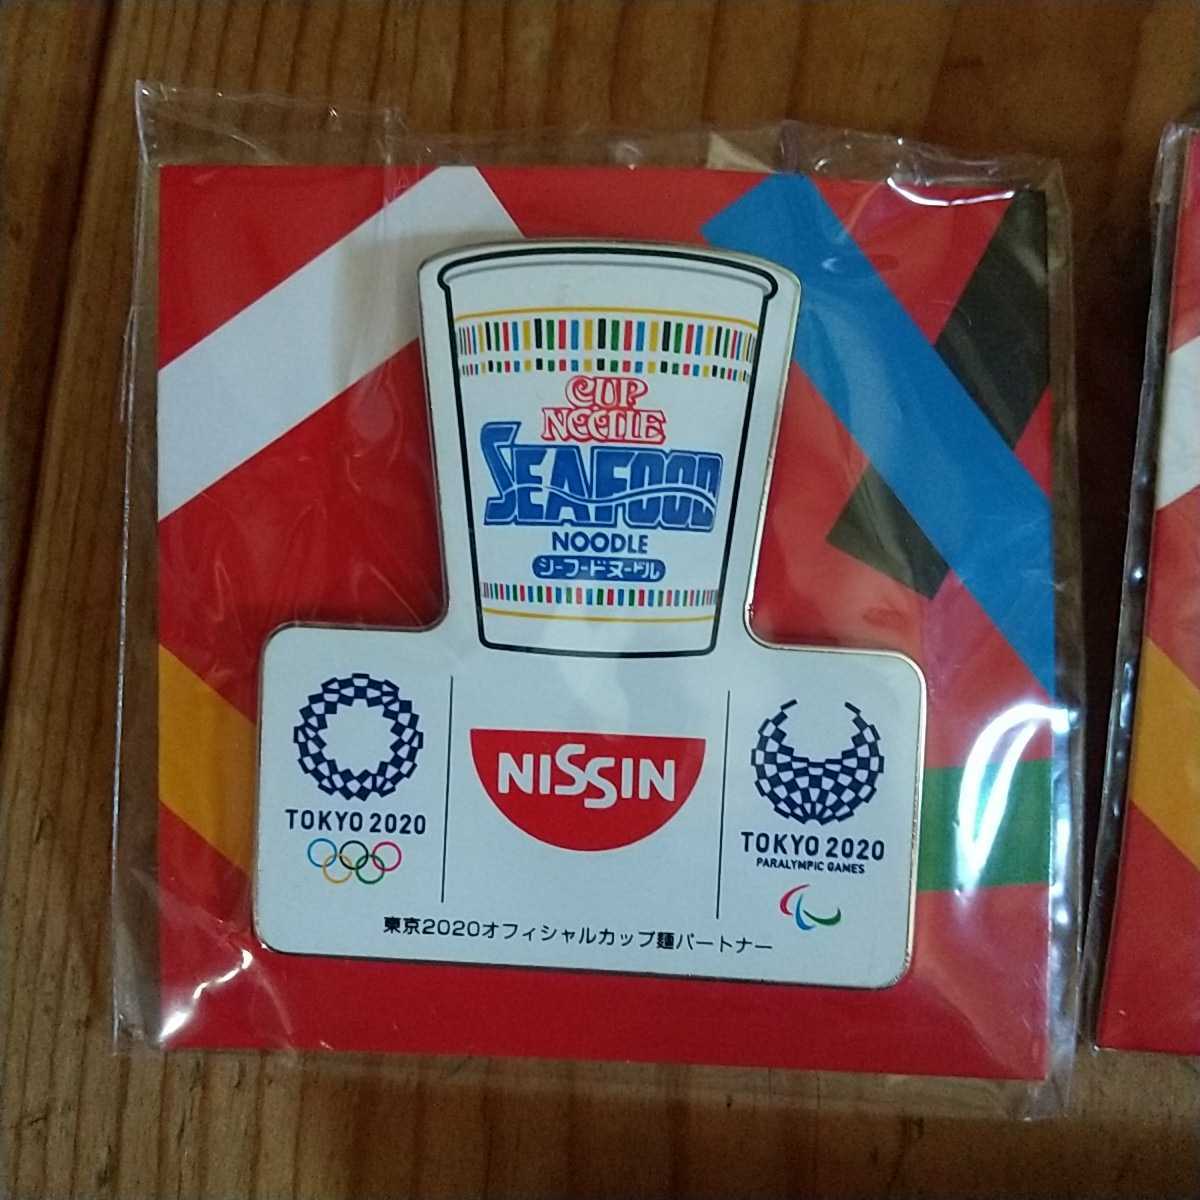 CUP
NOODLE
SEAFOOD
NOODLE
シーフードヌードル
TOKYO 2020
NISSIN
TOKYO 2020
PARALYMPIC GAMES
東京2020オフィシャルカップ麺パートナー